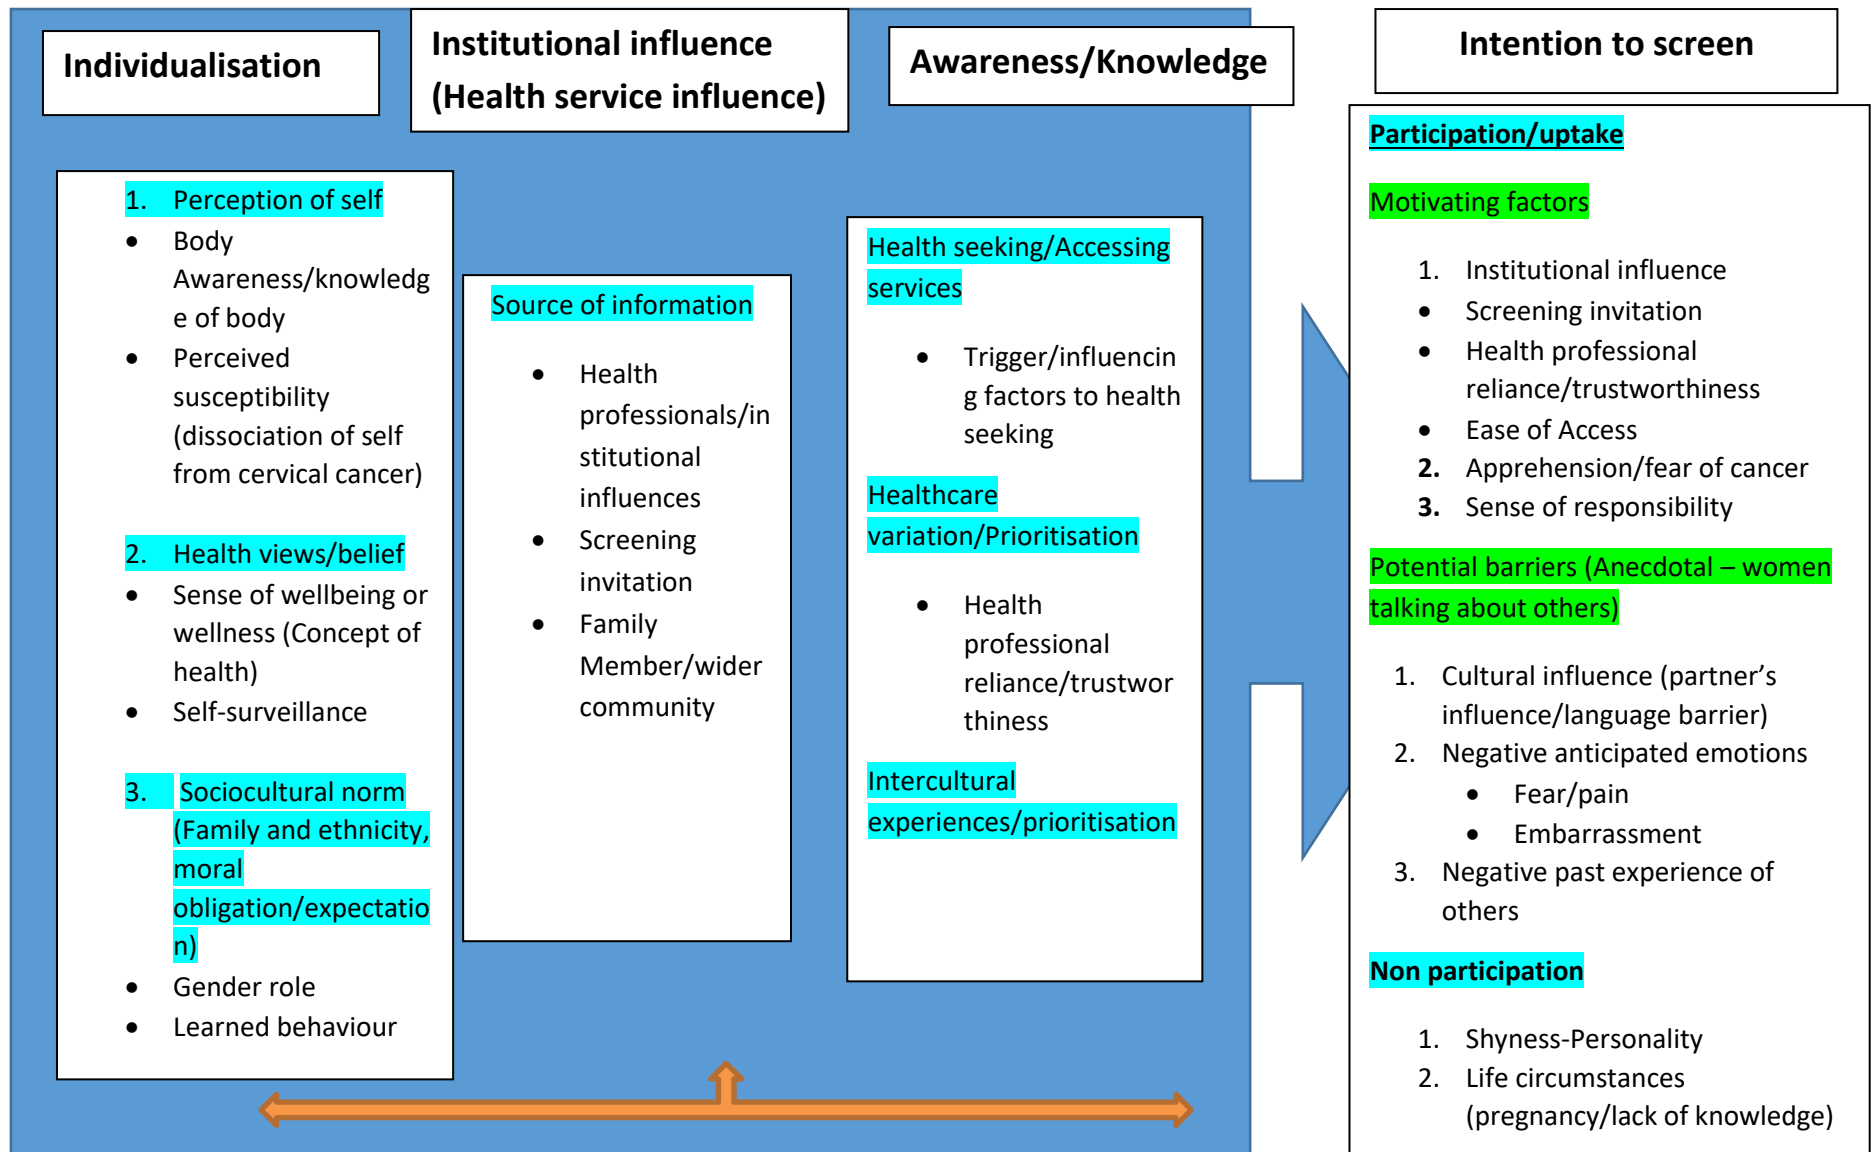 Individualisation
Institutional influence
(Health service influence)
Awareness/Knowledge
Intention to screen
1. Perception of self
• Body
Awareness/knowledg
e of body
• Perceived
susceptibility
(dissociation of self
from cervical cancer)
2. Health views/belief
• Sense of wellbeing or
wellness (Concept of
health)
• Self-surveillance
3. Sociocultural norm
(Family and ethnicity,
moral
obligation/expectatio
n)
• Gender role
• Learned behaviour
Source of information
• Health
professionals/in
stitutional
influences
• Screening
invitation
• Family
Member/wider
community
Health seeking/Accessing
services
• Trigger/influencin
g factors to health
seeking
Healthcare
variation/Prioritisation
• Health
professional
reliance/trustwor
thiness
Intercultural
experiences/prioritisation
Participation/uptake
Motivating factors
1. Institutional influence
• Screening invitation
• Health professional
reliance/trustworthiness
• Ease of Access
2. Apprehension/fear of cancer
3. Sense of responsibility
Potential barriers (Anecdotal – women
talking about others)
1. Cultural influence (partner’s
influence/language barrier)
2. Negative anticipated emotions
• Fear/pain
• Embarrassment
3. Negative past experience of
others
Non participation
1. Shyness-Personality
2. Life circumstances
(pregnancy/lack of knowledge)